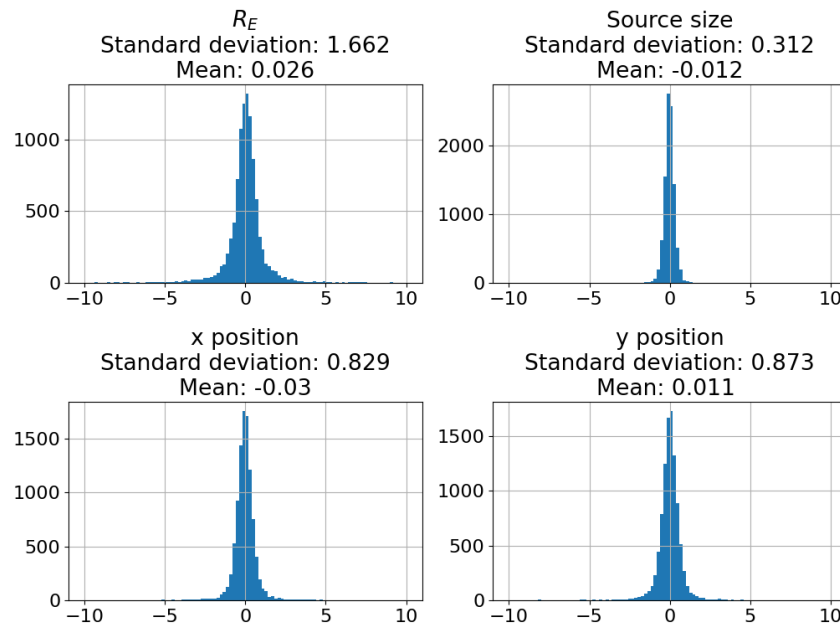 R_E
Standard deviation: 1.662
Mean: 0.026
1000
500
0
−10 −5 0 5 10
Source size
Standard deviation: 0.312
Mean: -0.012
2000
1000
0
−10 −5 0 5 10
x position
Standard deviation: 0.829
Mean: -0.03
1500
1000
500
0
−10 −5 0 5 10
y position
Standard deviation: 0.873
Mean: 0.011
1500
1000
500
0
−10 −5 0 5 10